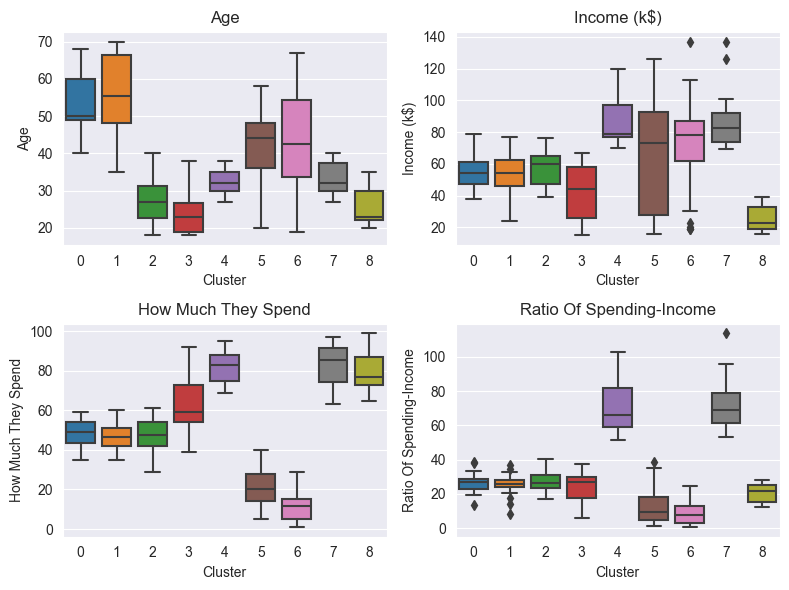 Age
70
60
50
40
30
20
Age
0 1 2 3 4 5 6 7 8
Cluster
Income (k$)
140
120
100
80
60
40
20
Income (k$)
0 1 2 3 4 5 6 7 8
Cluster
How Much They Spend
100
80
60
40
20
0
How Much They Spend
0 1 2 3 4 5 6 7 8
Cluster
Ratio Of Spending-Income
100
80
60
40
20
0
Ratio Of Spending-Income
0 1 2 3 4 5 6 7 8
Cluster